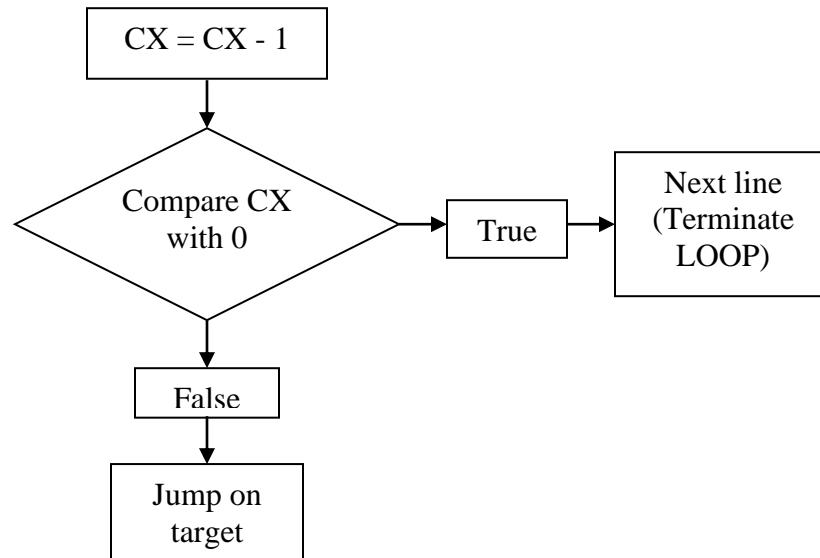 CX = CX - 1
Compare CX
with 0
True
Next line
(Terminate
LOOP)
False
Jump on
target